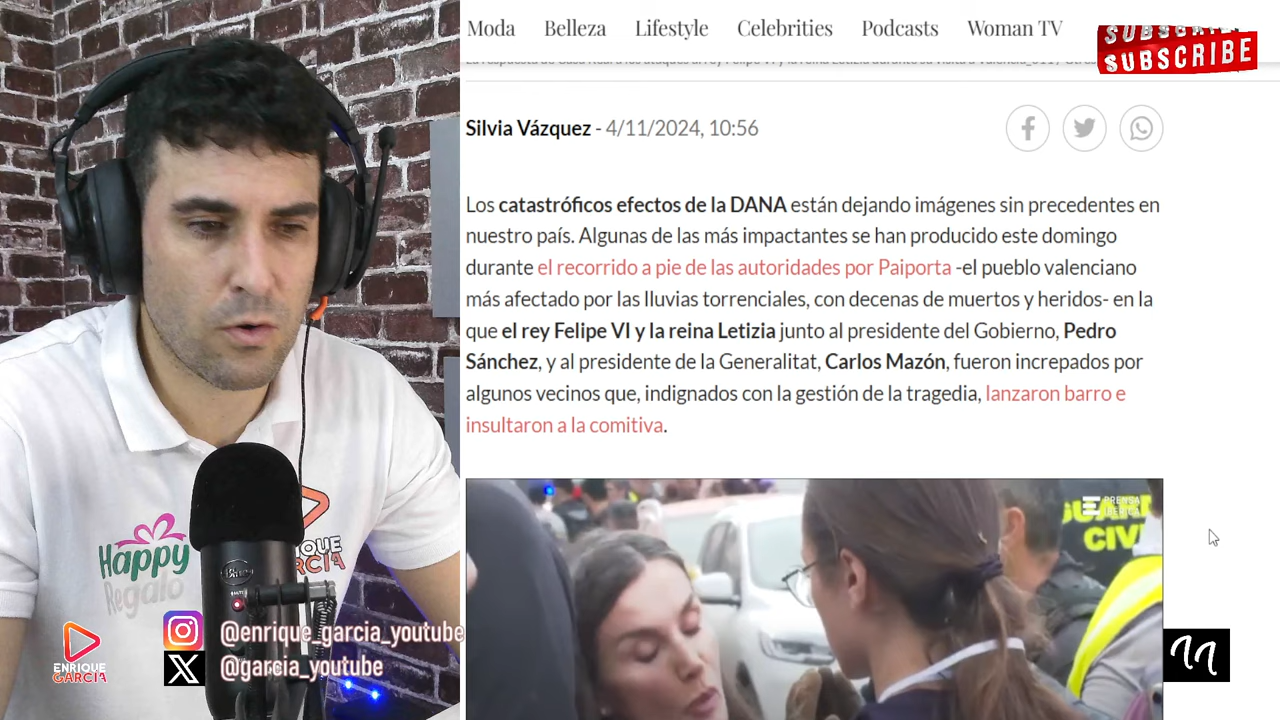 Moda Belleza Lifestyle Celebrities Podcasts Woman TV
SUBSCRIBE
SUBSCRIBE
Silvia Vázquez - 4/11/2024, 10:56
Los catastróficos efectos de la DANA están dejando imágenes sin precedentes en
nuestro país. Algunas de las más impactantes se han producido este domingo
durante el recorrido a pie de las autoridades por Paiporta -el pueblo valenciano
más afectado por las lluvias torrenciales, con decenas de muertos y heridos- en la
que el rey Felipe VI y la reina Letizia junto al presidente del Gobierno, Pedro
Sánchez, y al presidente de la Generalitat, Carlos Mazón, fueron increpados por
algunos vecinos que, indignados con la gestión de la tragedia, lanzaron barro e
insultaron a la comitiva.
PRENSA
IBÉRICA
GUARDIA
CIVIL
Happy
Regalo
ENRIQUE
GARCIA
@enrique_garcia_youtube
@garcia_youtube
ENRIQUE
GARCIA